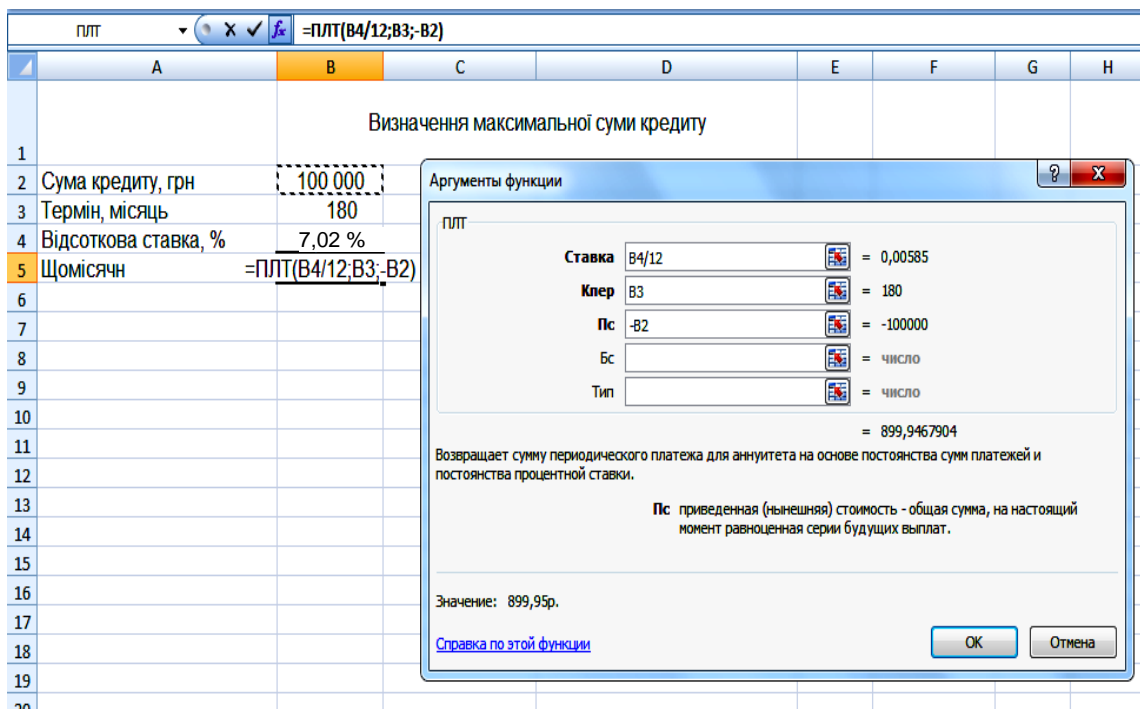 ПЛТ =ПЛТ(B4/12;B3;-B2)
A B C D E F G H
1 Визначення максимальної суми кредиту
2 Сума кредиту, грн 100 000
3 Термін, місяць 180
4 Відсоткова ставка, % 7,02 %
5 Щомісячн =ПЛТ(B4/12;B3;-B2)
6
7
8
9
10
11
12
13
14
15
16
17
18
19
20
Аргументы функции
ПЛТ
Ставка B4/12 = 0,00585
Кпер B3 = 180
Пс -B2 = -100000
Бс = число
Тип = число
= 899,9467904
Возвращает сумму периодического платежа для аннуитета на основе постоянства сумм платежей и
постоянства процентной ставки.
Пс приведенная (нынешняя) стоимость - общая сумма, на настоящий
момент равноценная серии будущих выплат.
Значение: 899,95р.
Справка по этой функции
OK Отмена